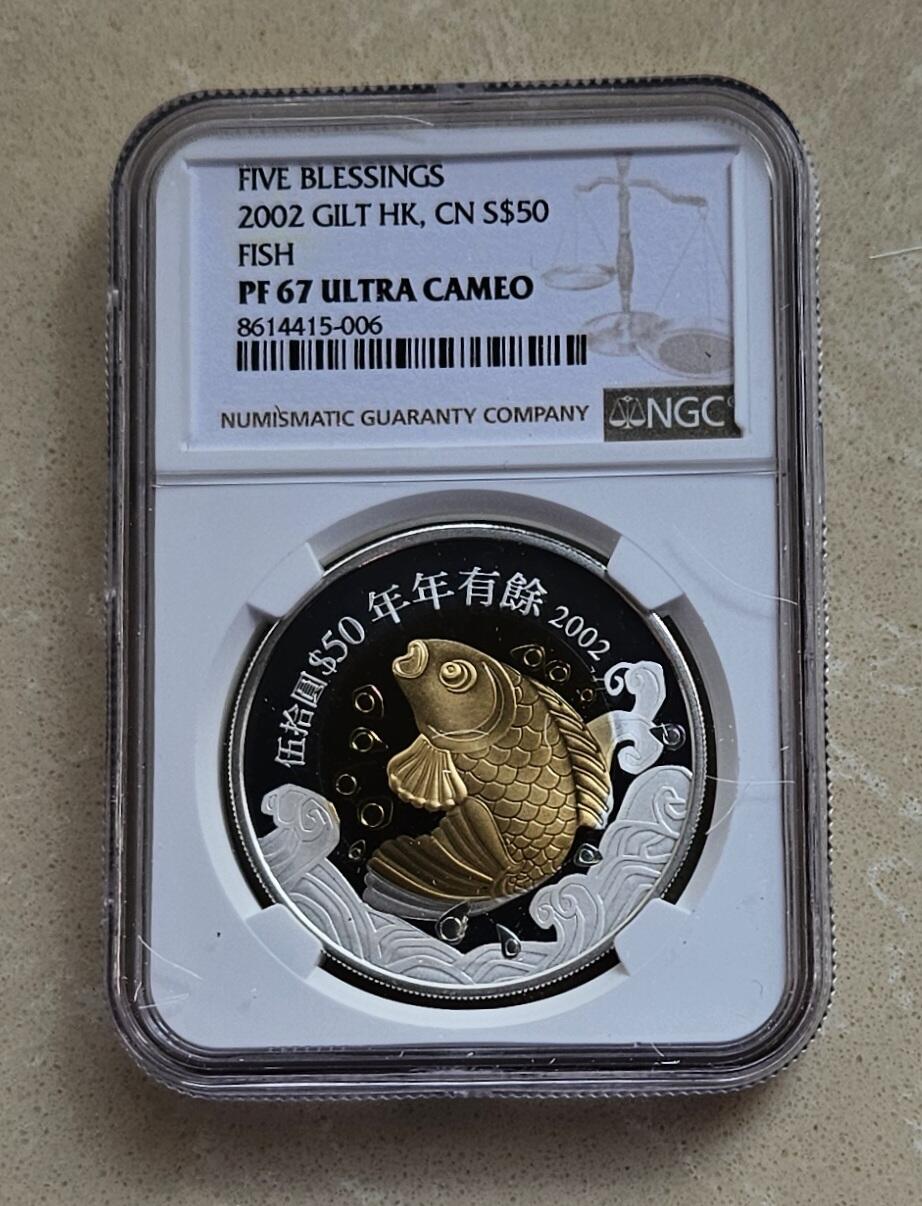 FIVE BLESSINGS
2002 GILT HK, CN S$50
FISH
PF 67 ULTRA CAMEO
8614415-006
NUMISMATIC GUARANTY COMPANY
NGC
伍拾圓 $50 年年有餘 2002